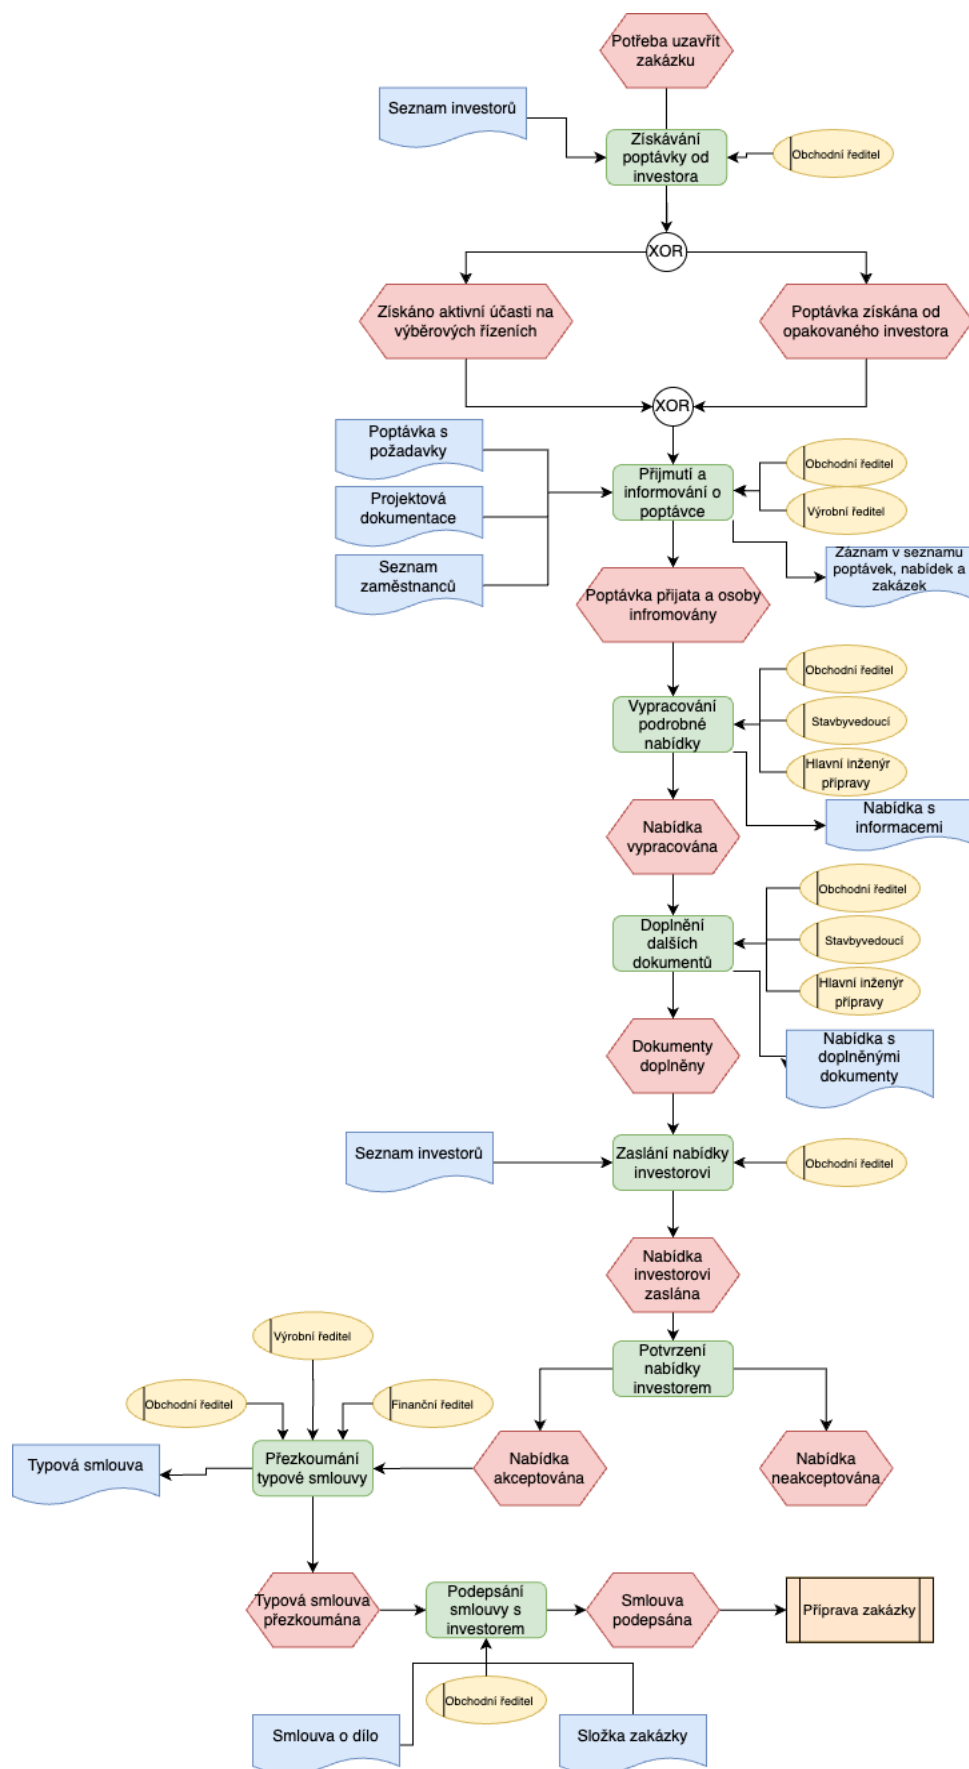 Potřeba uzavřít
zakázku
Seznam investorů
Získávání
poptávky od
investora
Obchodní ředitel
XOR
Získáno aktivní účasti na
výběrových řízeních
Poptávka získána od
opakovaného investora
XOR
Poptávka s
požadavky
Projektová
dokumentace
Seznam
zaměstnanců
Přijmutí a
informování o
poptávce
Obchodní ředitel
Výrobní ředitel
Záznam v seznamu
poptávek, nabídek a
zakázek
Poptávka přijata a osoby
infromovány
Vypracování
podrobné
nabídky
Obchodní ředitel
Stavbyvedoucí
Hlavní inženýr
přípravy
Nabídka s
informacemi
Nabídka
vypracována
Doplnění
dalších
dokumentů
Obchodní ředitel
Stavbyvedoucí
Hlavní inženýr
přípravy
Nabídka s
doplněnými
dokumenty
Dokumenty
doplněny
Seznam investorů
Zaslání nabídky
investorovi
Obchodní ředitel
Nabídka
investorovi
zaslána
Potvrzení
nabídky
investorem
Výrobní ředitel
Obchodní ředitel
Finanční ředitel
Typová smlouva
Přezkoumání
typové smlouvy
Nabídka
akceptována
Nabídka
neakceptována
Typová smlouva
přezkoumána
Podepsání
smlouvy s
investorem
Smlouva
podepsána
Příprava zakázky
Obchodní ředitel
Smlouva o dílo
Složka zakázky